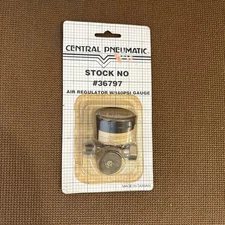 CENTRAL PNEUMATIC
STOCK NO
#36797
AIR REGULATOR W/160PSI GAUGE